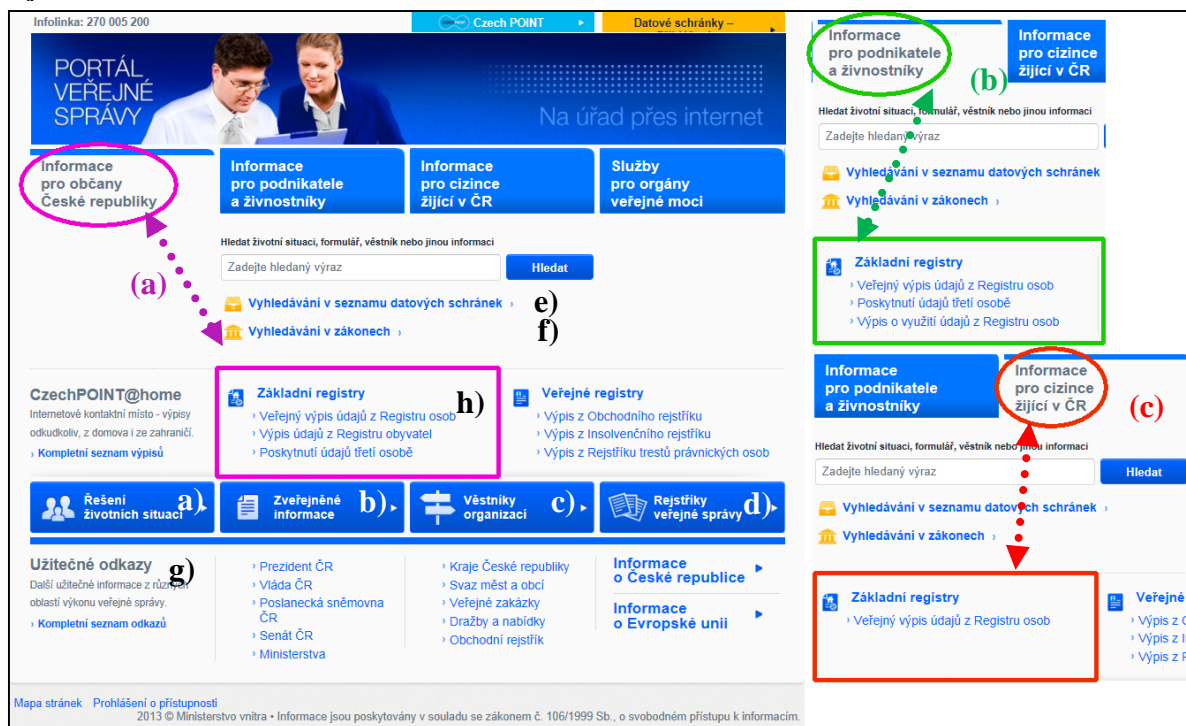 Infolinka: 270 005 200
Czech POINT
Datové schránky –
PORTÁL
VEŘEJNÉ
SPRÁVY
Na úřad přes internet
Informace
pro občany
České republiky
Informace
pro podnikatele
a živnostníky
Informace
pro cizince
žijící v ČR
Služby
pro orgány
veřejné moci
(a)
Hledat životní situaci, formulář, věstník nebo jinou informaci
Zadejte hledaný výraz
Hledat
Vyhledávání v seznamu datových schránek ›
e)
Vyhledávání v zákonech ›
f)
CzechPOINT@home
Internetové kontaktní místo - výpisy
odkudkoliv, z domova i ze zahraničí.
› Kompletní seznam výpisů
Základní registry
h)
› Veřejný výpis údajů z Registru osob
› Výpis údajů z Registru obyvatel
› Poskytnutí údajů třetí osobě
Veřejné registry
› Výpis z Obchodního rejstříku
› Výpis z Insolvenčního rejstříku
› Výpis z Rejstříku trestů právnických osob
Řešení
životních situací
a)
Zveřejněné
informace
b)
Věstníky
organizací
c)
Rejstříky
veřejné správy
d)
Užitečné odkazy
g)
Další užitečné informace z různých
oblastí výkonu veřejné správy.
› Kompletní seznam odkazů
› Prezident ČR
› Vláda ČR
› Poslanecká sněmovna
ČR
› Senát ČR
› Ministerstva
› Kraje České republiky
› Svaz měst a obcí
› Veřejné zakázky
› Dražby a nabídky
› Obchodní rejstřík
Informace
o České republice
Informace
o Evropské unii
Mapa stránek Prohlášení o přístupnosti
2013 © Ministerstvo vnitra • Informace jsou poskytovány v souladu se zákonem č. 106/1999 Sb., o svobodném přístupu k informacím.
Informace
pro podnikatele
a živnostníky
Informace
pro cizince
žijící v ČR
(b)
Hledat životní situaci, formulář, věstník nebo jinou informaci
Zadejte hledaný výraz
Vyhledávání v seznamu datových schránek
Vyhledávání v zákonech ›
Základní registry
› Veřejný výpis údajů z Registru osob
› Poskytnutí údajů třetí osobě
› Výpis o využití údajů z Registru osob
Informace
pro podnikatele
a živnostníky
Informace
pro cizince
žijící v ČR
(c)
Hledat životní situaci, formulář, věstník nebo jinou informaci
Zadejte hledaný výraz
Hledat
Vyhledávání v seznamu datových schránek ›
Vyhledávání v zákonech ›
Základní registry
› Veřejný výpis údajů z Registru osob
Veřejné
› Výpis z
› Výpis z
› Výpis z